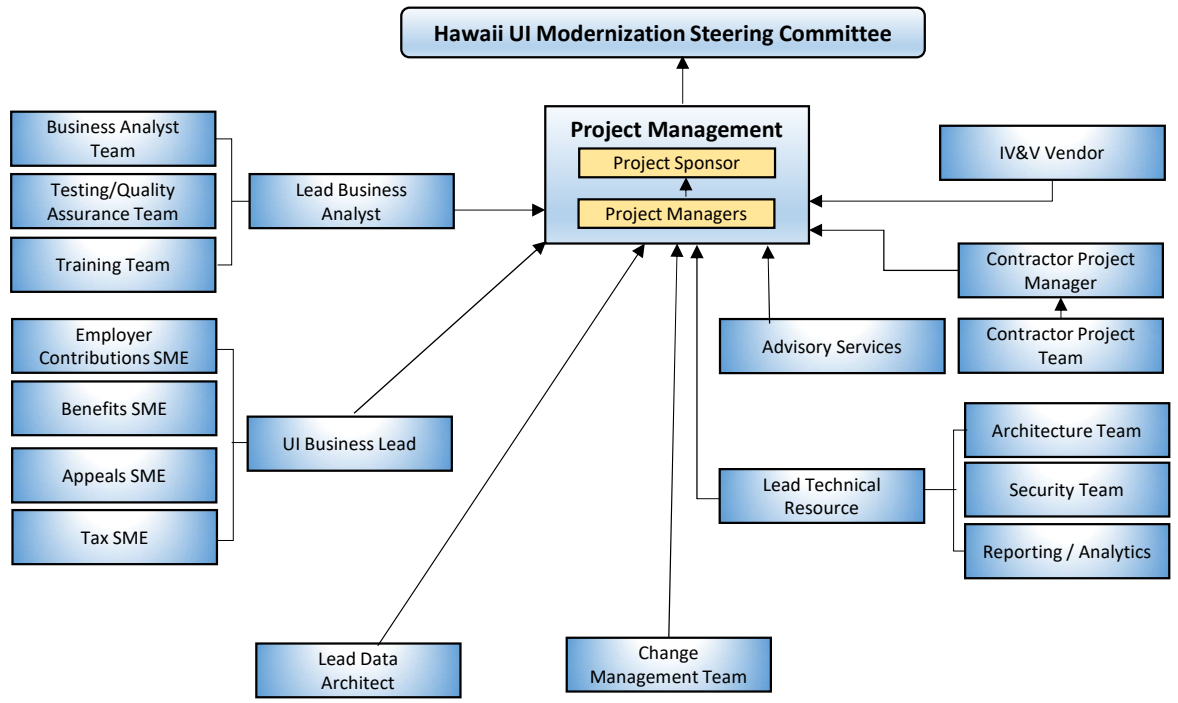 Hawaii UI Modernization Steering Committee
Project Management
Project Sponsor
Project Managers
Business Analyst
Team
Testing/Quality
Assurance Team
Training Team
Lead Business
Analyst
IV&V Vendor
Contractor Project
Manager
Contractor Project
Team
Advisory Services
Employer
Contributions SME
Benefits SME
Appeals SME
Tax SME
UI Business Lead
Lead Technical
Resource
Architecture Team
Security Team
Reporting / Analytics
Lead Data
Architect
Change
Management Team